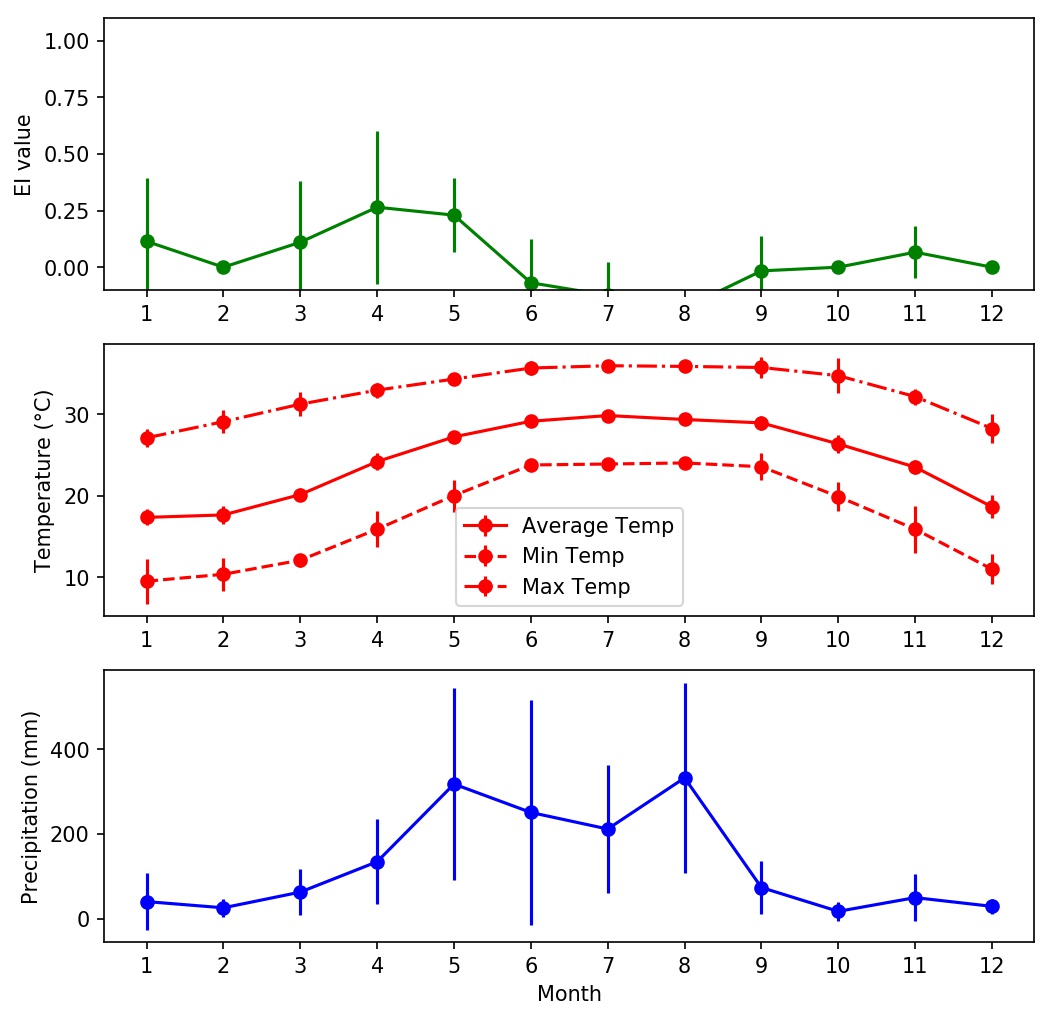 EI value
1.00
0.75
0.50
0.25
0.00
1 2 3 4 5 6 7 8 9 10 11 12
Temperature (°C)
30
20
10
Average Temp
Min Temp
Max Temp
1 2 3 4 5 6 7 8 9 10 11 12
Precipitation (mm)
400
200
0
1 2 3 4 5 6 7 8 9 10 11 12
Month